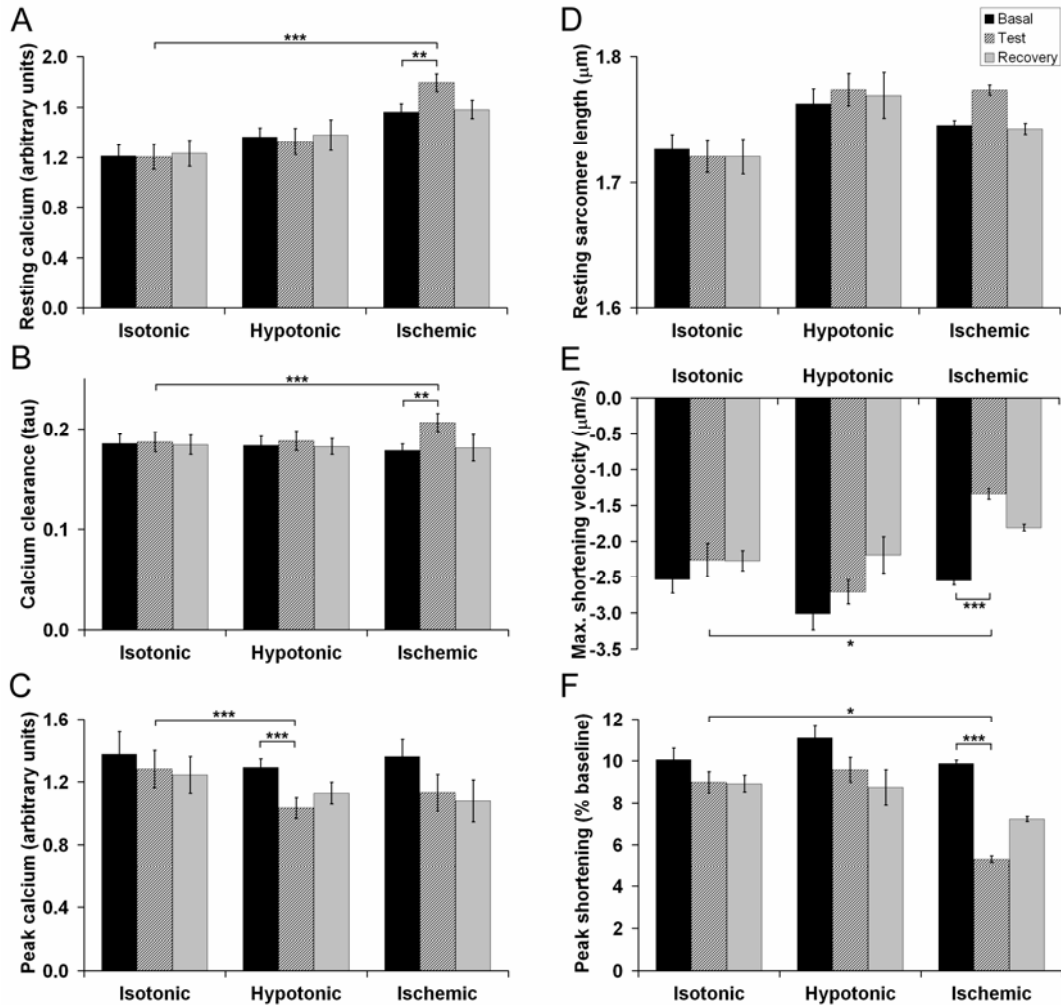 A
Resting calcium (arbitrary units)
2.0
1.6
1.2
0.8
0.4
0.0
***
**
Isotonic Hypotonic Ischemic
B
Calcium clearance (tau)
0.2
0.1
0.0
***
**
Isotonic Hypotonic Ischemic
C
Peak calcium (arbitrary units)
1.6
1.2
0.8
0.4
0.0
***
***
Isotonic Hypotonic Ischemic
D
Basal
Test
Recovery
Resting sarcomere length (µm)
1.8
1.7
1.6
Isotonic Hypotonic Ischemic
E
Isotonic Hypotonic Ischemic
Max. shortening velocity (µm/s)
0.0
-0.5
-1.0
-1.5
-2.0
-2.5
-3.0
-3.5
***
*
F
Peak shortening (% baseline)
12
10
8
6
4
2
0
*
***
Isotonic Hypotonic Ischemic